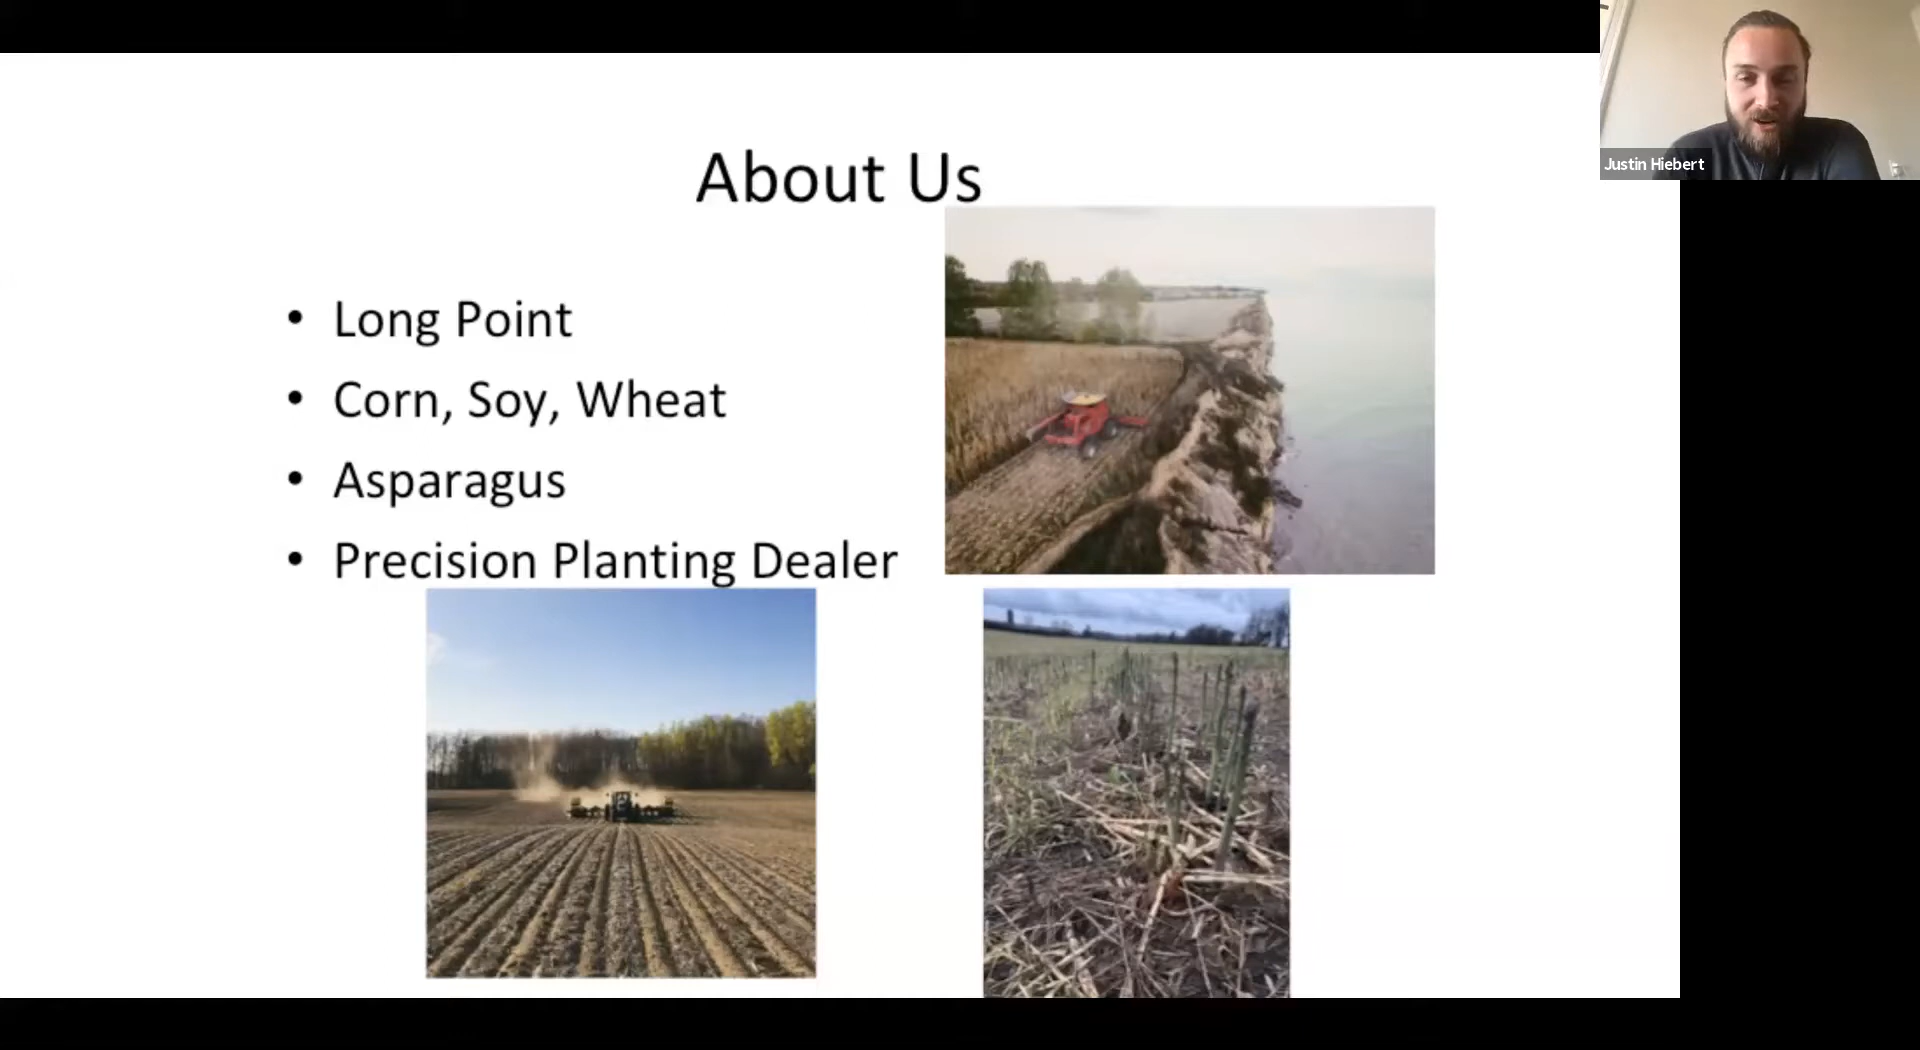 About Us
• Long Point
• Corn, Soy, Wheat
• Asparagus
• Precision Planting Dealer
Justin Hiebert